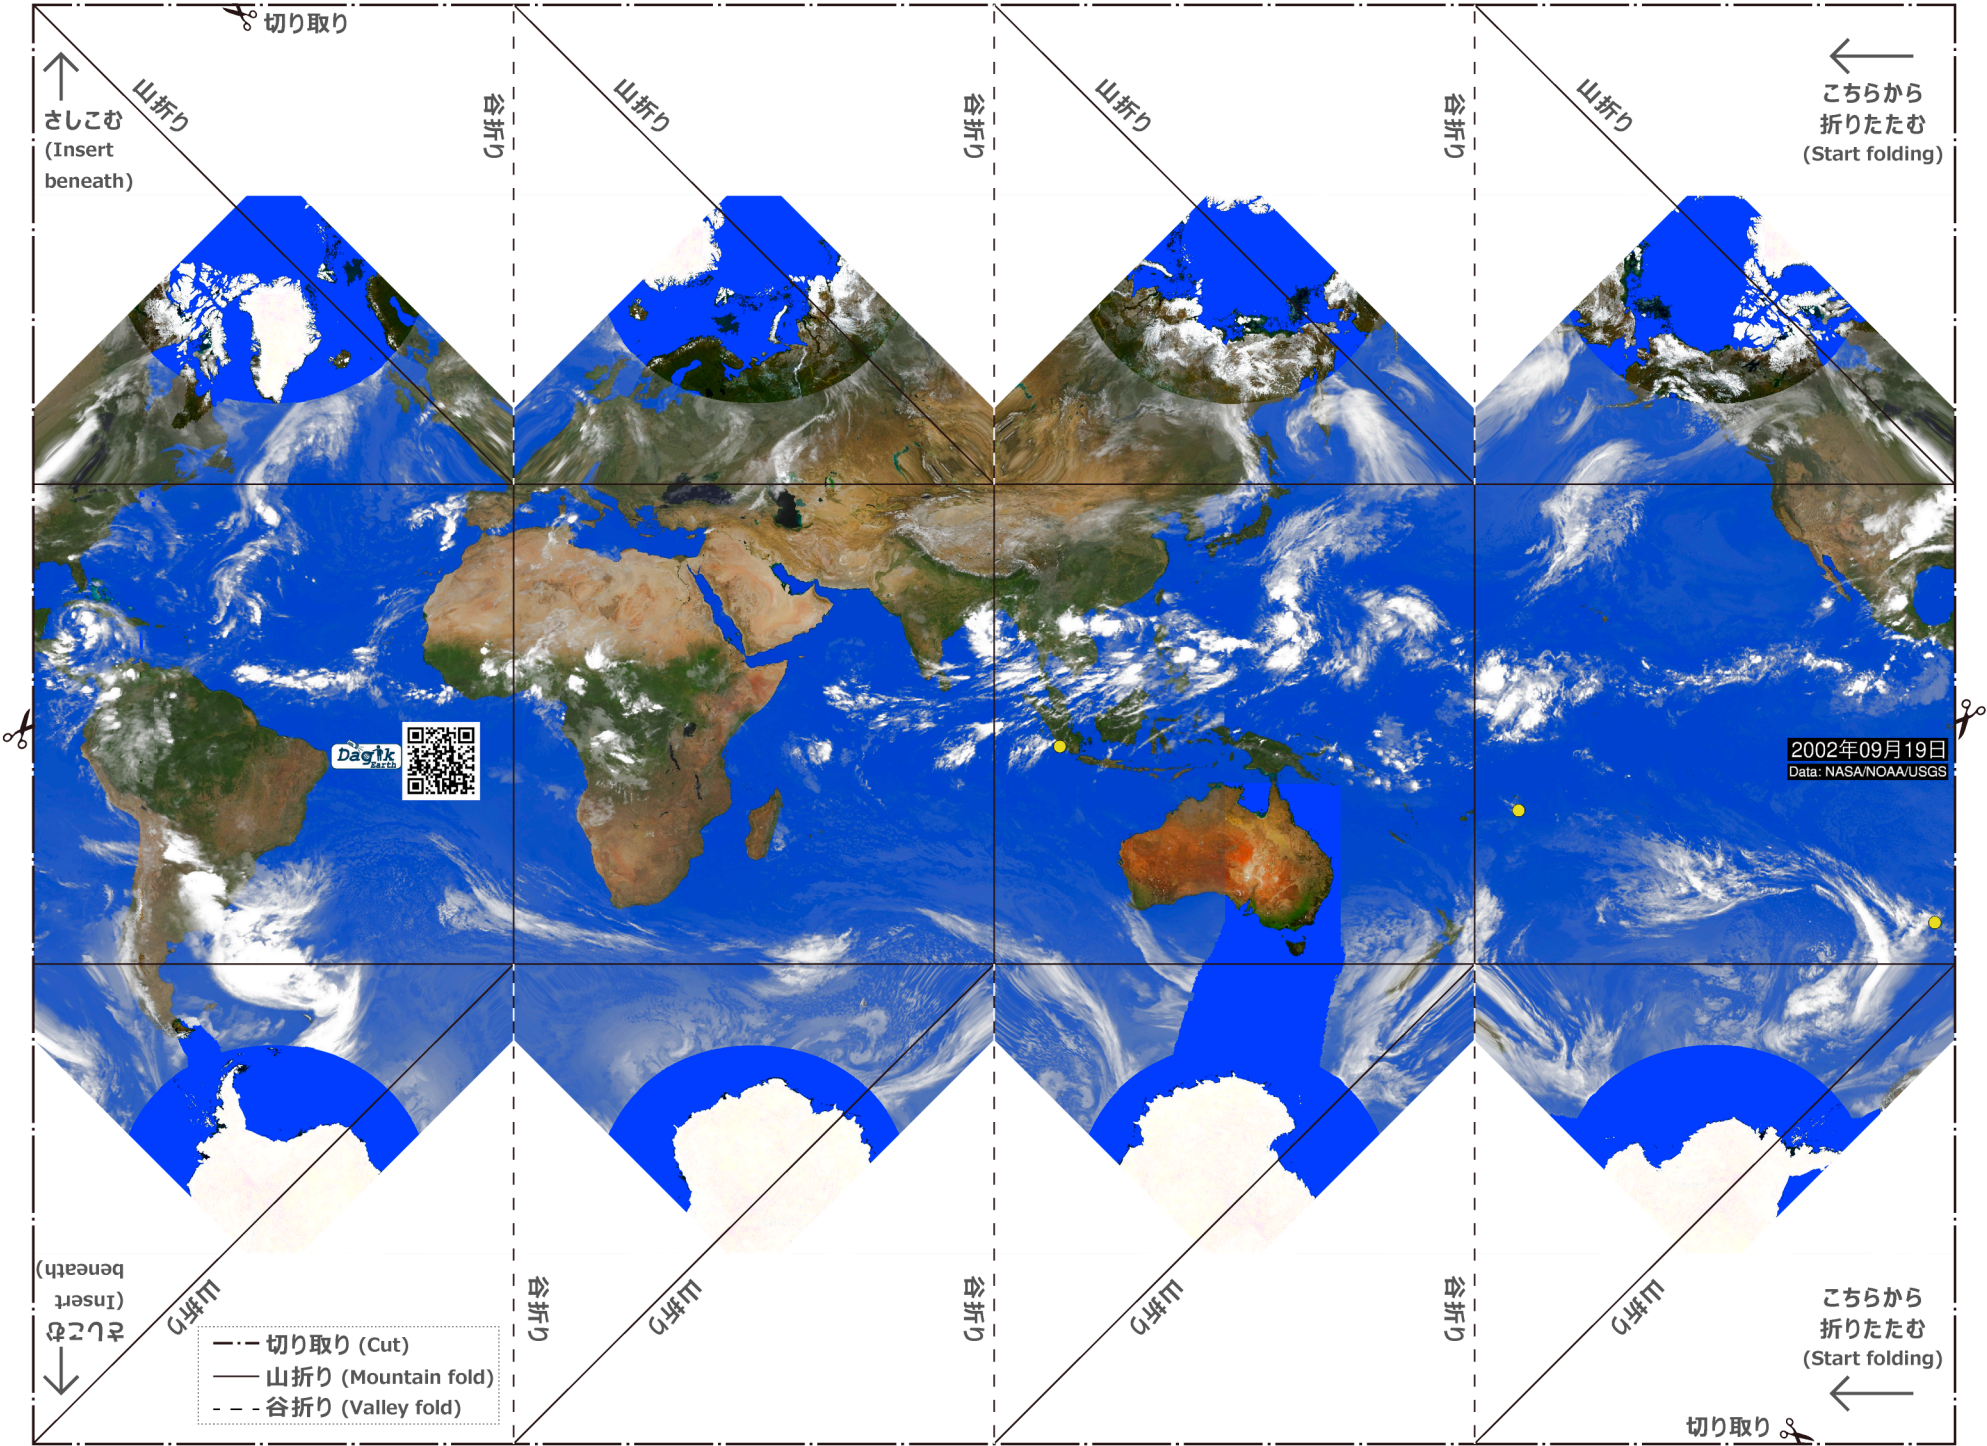 切り取り
さしこむ
(Insert
beneath)
山折り
谷折り
山折り
谷折り
山折り
谷折り
山折り
こちらから
折りたたむ
(Start folding)
Dagik
Earth
2002年09月19日
Data: NASA/NOAA/USGS
さしこむ
(Insert
beneath)
山折り
谷折り
山折り
谷折り
山折り
谷折り
山折り
こちらから
折りたたむ
(Start folding)
切り取り (Cut)
山折り (Mountain fold)
谷折り (Valley fold)
切り取り